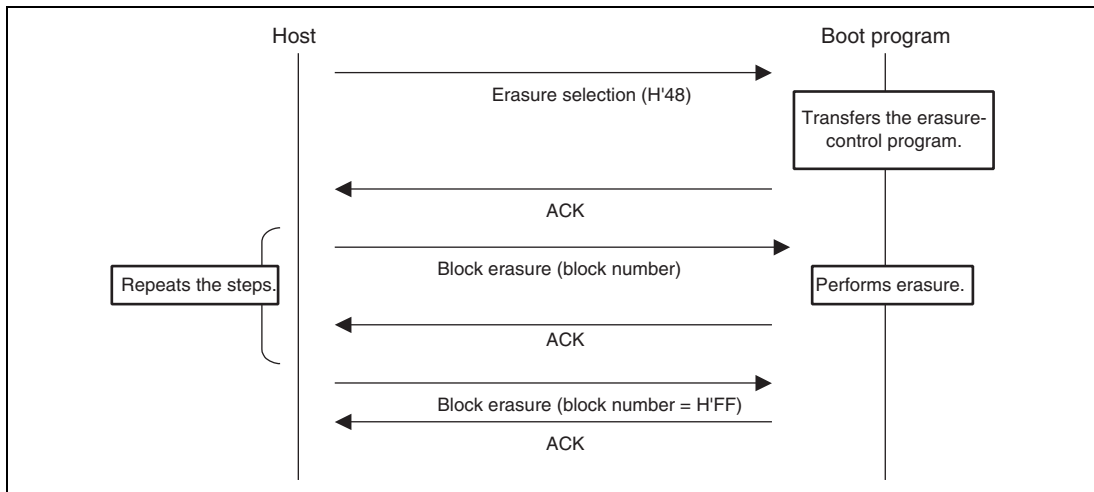 Host
Boot program
Erasure selection (H'48)
Transfers the erasure-
control program.
ACK
Block erasure (block number)
Repeats the steps.
Performs erasure.
ACK
Block erasure (block number = H'FF)
ACK